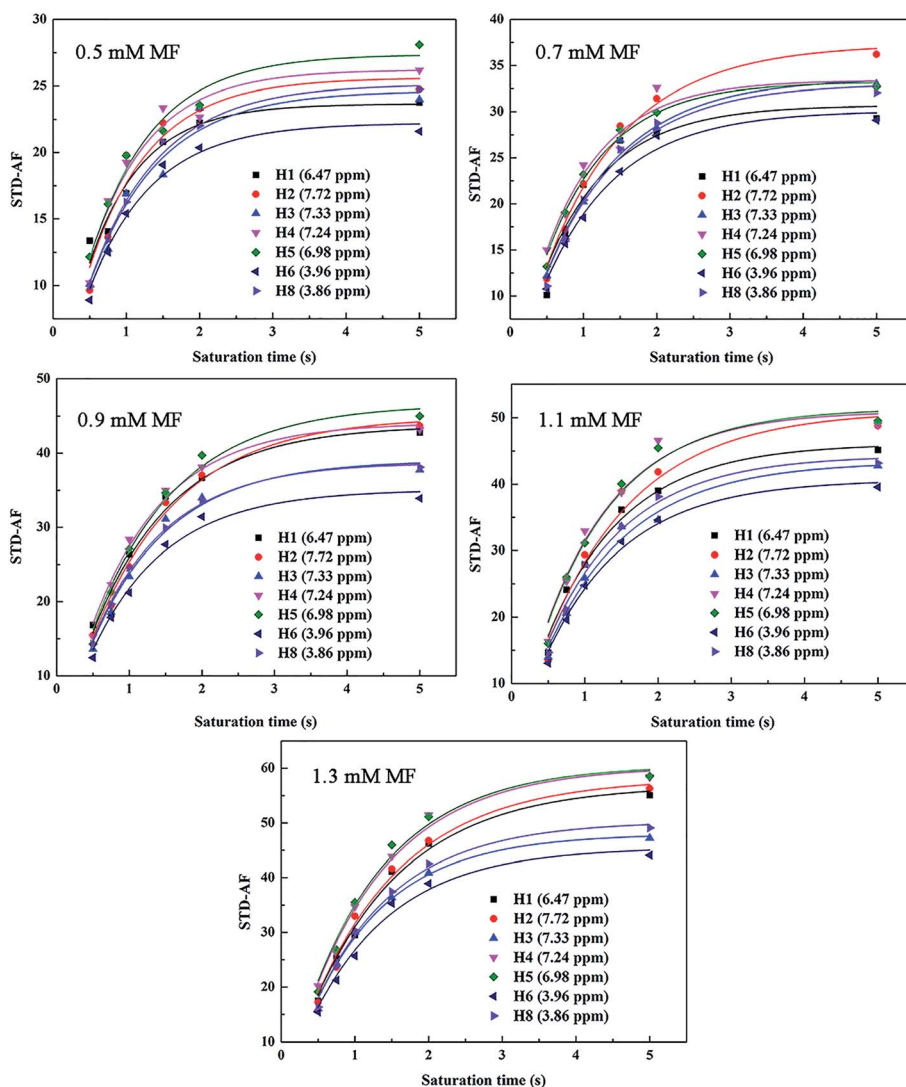 30
25
20
15
10
STD-AF
0.5 mM MF
H1 (6.47 ppm)
H2 (7.72 ppm)
H3 (7.33 ppm)
H4 (7.24 ppm)
H5 (6.98 ppm)
H6 (3.96 ppm)
H8 (3.86 ppm)
0 1 2 3 4 5
Saturation time (s)
40
35
30
25
20
15
10
STD-AF
0.7 mM MF
H1 (6.47 ppm)
H2 (7.72 ppm)
H3 (7.33 ppm)
H4 (7.24 ppm)
H5 (6.98 ppm)
H6 (3.96 ppm)
H8 (3.86 ppm)
0 1 2 3 4 5
Saturation time (s)
50
40
30
20
10
STD-AF
0.9 mM MF
H1 (6.47 ppm)
H2 (7.72 ppm)
H3 (7.33 ppm)
H4 (7.24 ppm)
H5 (6.98 ppm)
H6 (3.96 ppm)
H8 (3.86 ppm)
0 1 2 3 4 5
Saturation time (s)
50
40
30
20
10
STD-AF
1.1 mM MF
H1 (6.47 ppm)
H2 (7.72 ppm)
H3 (7.33 ppm)
H4 (7.24 ppm)
H5 (6.98 ppm)
H6 (3.96 ppm)
H8 (3.86 ppm)
0 1 2 3 4 5
Saturation time (s)
60
50
40
30
20
10
STD-AF
1.3 mM MF
H1 (6.47 ppm)
H2 (7.72 ppm)
H3 (7.33 ppm)
H4 (7.24 ppm)
H5 (6.98 ppm)
H6 (3.96 ppm)
H8 (3.86 ppm)
0 1 2 3 4 5
Saturation time (s)